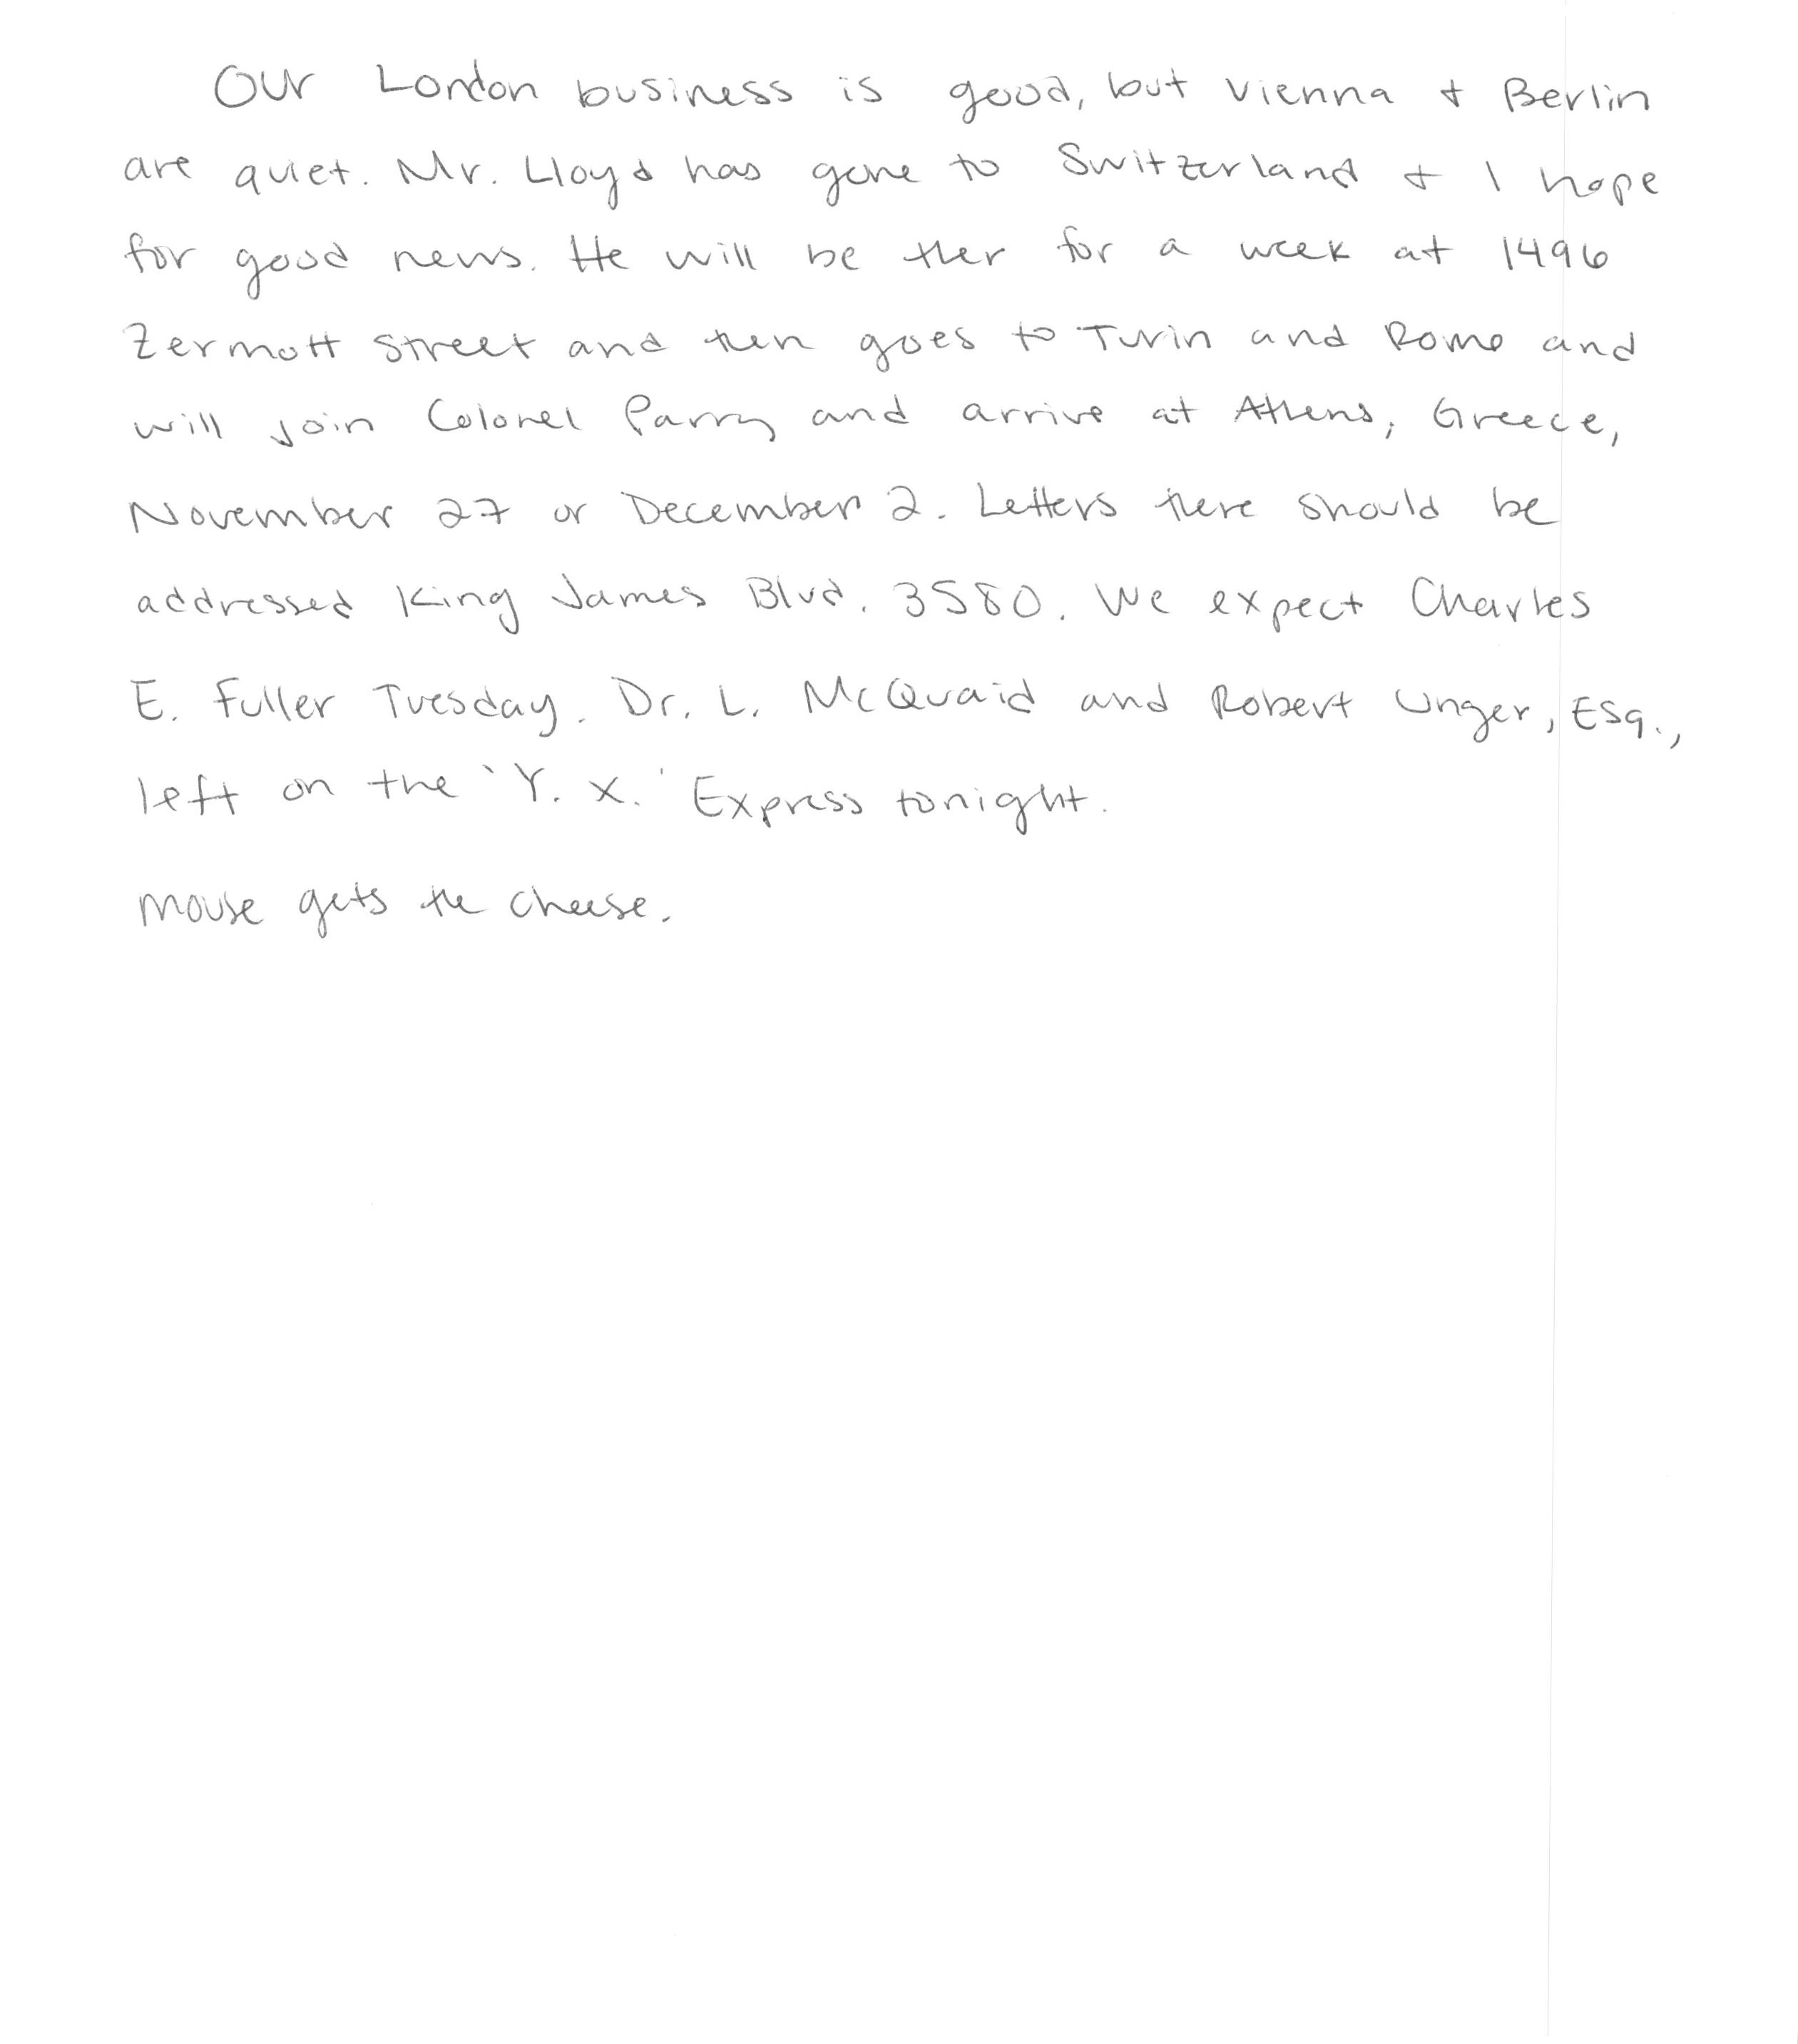 Our London business is good, but Vienna + Berlin
are quiet. Mr. Lloyd has gone to Switzerland + I hope
for good news. He will be ther for a week at 1496
Zermott Street and then goes to Turin and Rome and
will join Colonel Parry and arrive at Athens, Greece,
November 27 or December 2. Letters there should be
addressed King James Blvd. 3580. We expect Charles
E. Fuller Tuesday. Dr. L. McQuaid and Robert Unger, Esq.,
left on the 'Y. X.' Express tonight.
Mouse gets the cheese.